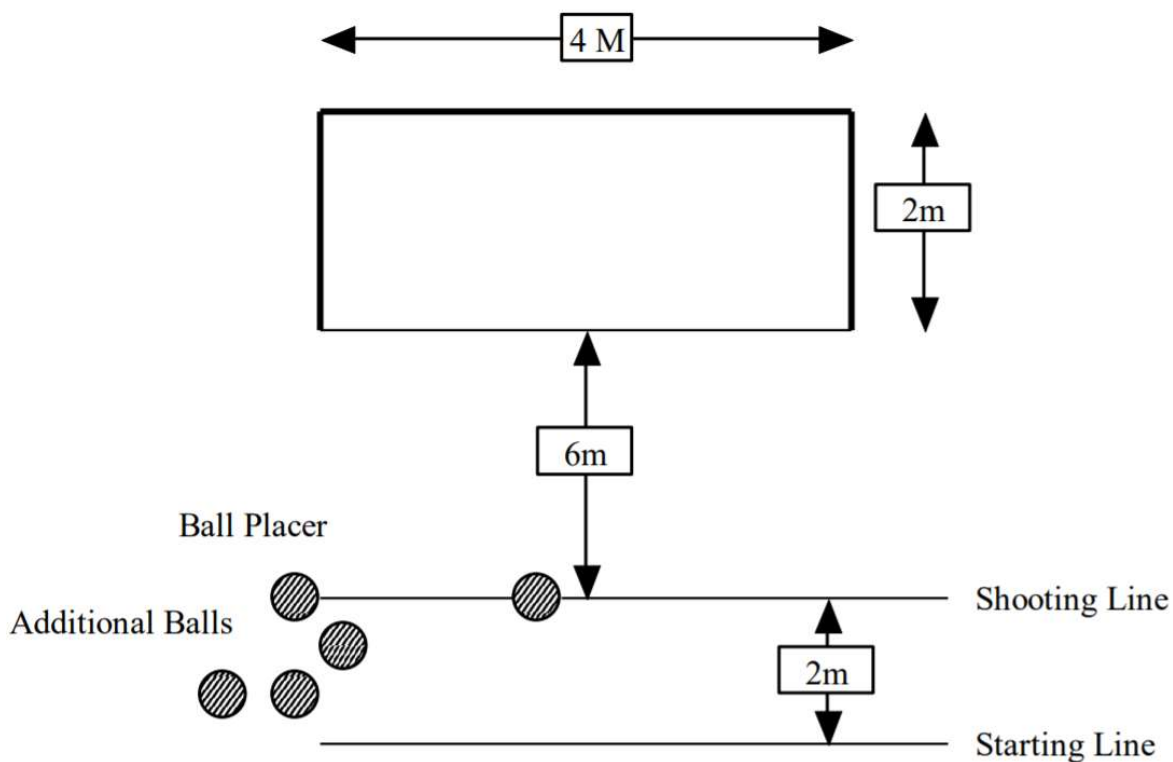 4 M
2m
6m
Ball Placer
Shooting Line
Additional Balls
2m
Starting Line